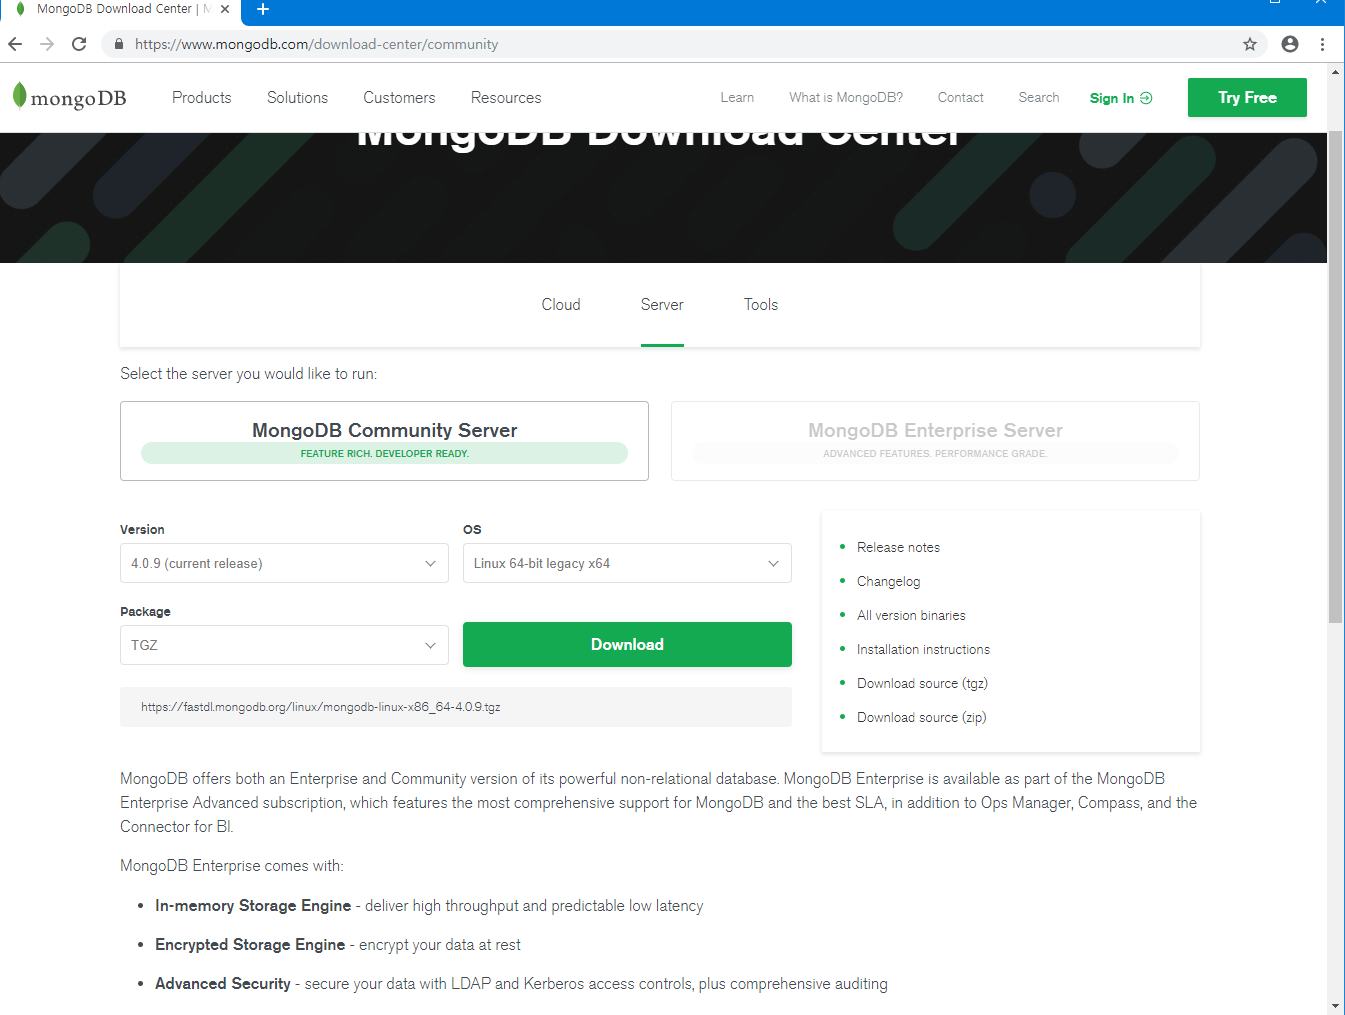 MongoDB Download Center | M
https://www.mongodb.com/download-center/community
mongoDB
Products Solutions Customers Resources Learn What is MongoDB? Contact Search Sign In Try Free
MongoDB Download Center
Cloud Server Tools
Select the server you would like to run:
MongoDB Community Server
FEATURE RICH. DEVELOPER READY.
MongoDB Enterprise Server
ADVANCED FEATURES. PERFORMANCE GRADE.
Version
4.0.9 (current release)
OS
Linux 64-bit legacy x64
Package
TGZ
Download
https://fastdl.mongodb.org/linux/mongodb-linux-x86_64-4.0.9.tgz
Release notes
Changelog
All version binaries
Installation instructions
Download source (tgz)
Download source (zip)
MongoDB offers both an Enterprise and Community version of its powerful non-relational database. MongoDB Enterprise is available as part of the MongoDB
Enterprise Advanced subscription, which features the most comprehensive support for MongoDB and the best SLA, in addition to Ops Manager, Compass, and the
Connector for BI.
MongoDB Enterprise comes with:
In-memory Storage Engine - deliver high throughput and predictable low latency
Encrypted Storage Engine - encrypt your data at rest
Advanced Security - secure your data with LDAP and Kerberos access controls, plus comprehensive auditing